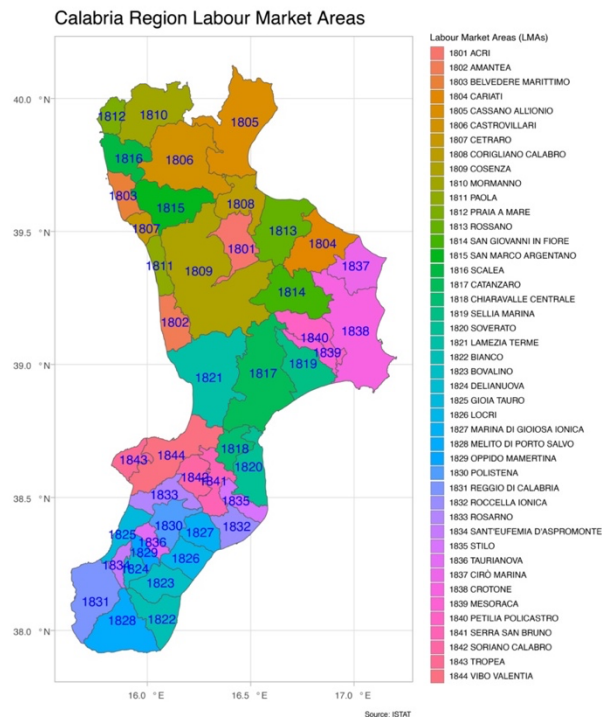 Calabria Region Labour Market Areas
40.0 °N
39.5 °N
39.0 °N
38.5 °N
38.0 °N
16.0 °E
16.5 °E
17.0 °E
1805
1812
1810
1816
1806
1803
1815
1808
1807
1801
1813
1804
1811
1809
1837
1814
1802
1840
1838
1839
1821
1817
1819
1818
1843
1844
1820
1842
1841
1833
1835
1825
1830
1827
1832
1836
1829
1834
1824
1826
1823
1831
1828
1822
Labour Market Areas (LMAs)
1801 ACRI
1802 AMANTEA
1803 BELVEDERE MARITTIMO
1804 CARIATI
1805 CASSANO ALL'IONIO
1806 CASTROVILLARI
1807 CETRARO
1808 CORIGLIANO CALABRO
1809 COSENZA
1810 MORMANNO
1811 PAOLA
1812 PRAIA A MARE
1813 ROSSANO
1814 SAN GIOVANNI IN FIORE
1815 SAN MARCO ARGENTANO
1816 SCALEA
1817 CATANZARO
1818 CHIARAVALLE CENTRALE
1819 SELLIA MARINA
1820 SOVERATO
1821 LAMEZIA TERME
1822 BIANCO
1823 BOVALINO
1824 DELIANUOVA
1825 GIOIA TAURO
1826 LOCRI
1827 MARINA DI GIOIOSA IONICA
1828 MELITO DI PORTO SALVO
1829 OPPIDO MAMERTINA
1830 POLISTENA
1831 REGGIO DI CALABRIA
1832 ROCCELLA IONICA
1833 ROSARNO
1834 SANT'EUFEMIA D'ASPROMONTE
1835 STILO
1836 TAURIANOVA
1837 CIRÒ MARINA
1838 CROTONE
1839 MESORACA
1840 PETILIA POLICASTRO
1841 SERRA SAN BRUNO
1842 SORIANO CALABRO
1843 TROPEA
1844 VIBO VALENTIA
Source: ISTAT